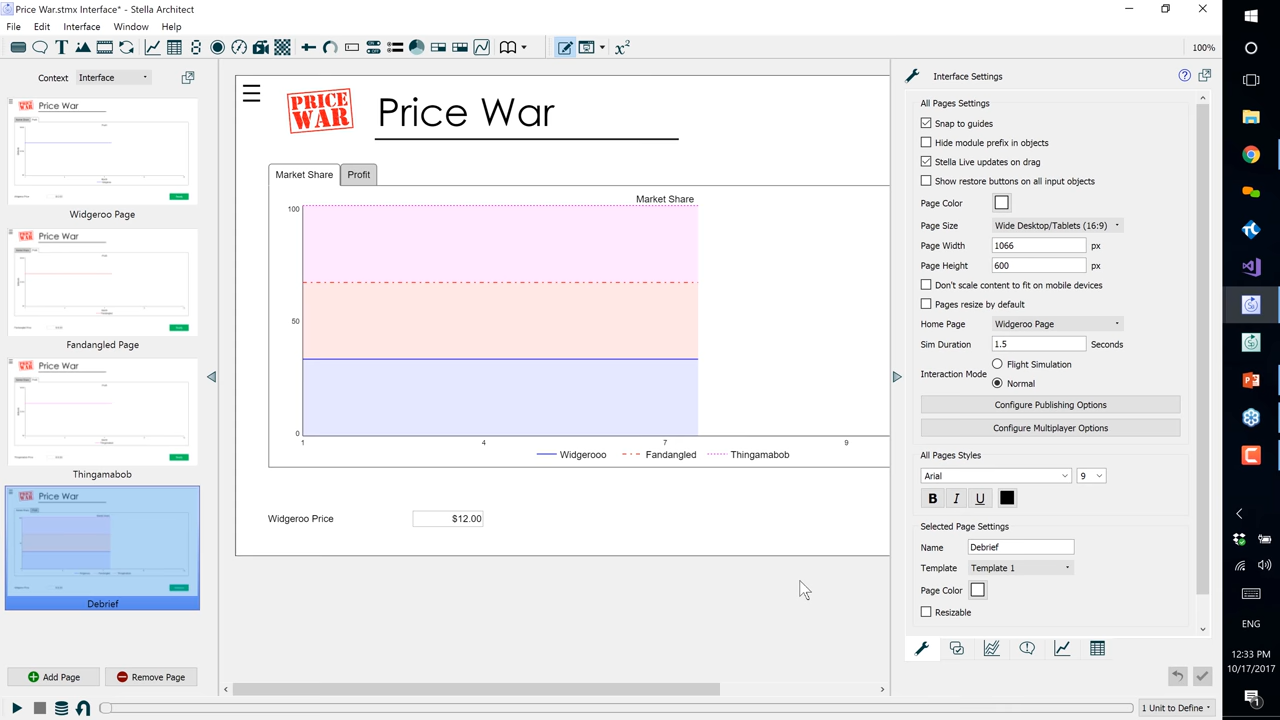 Price War.stmx Interface* - Stella Architect
File Edit Interface Window Help
100%
Context Interface
Price War
Widgeroo Page
Price War
Fandangled Page
Price War
Thingamabob
Price War
Debrief
Add Page Remove Page
PRICE WAR
Price War
Market Share Profit
Market Share
100
50
0
1 4 7 9
Widgerooo Fandangled Thingamabob
Widgeroo Price $12.00
Interface Settings
All Pages Settings
Snap to guides
Hide module prefix in objects
Stella Live updates on drag
Show restore buttons on all input objects
Page Color
Page Size Wide Desktop/Tablets (16:9)
Page Width 1066 px
Page Height 600 px
Don't scale content to fit on mobile devices
Pages resize by default
Home Page Widgeroo Page
Sim Duration 1.5 Seconds
Interaction Mode Flight Simulation
Normal
Configure Publishing Options
Configure Multiplayer Options
All Pages Styles
Arial 9
B I U
Selected Page Settings
Name Debrief
Template Template 1
Page Color
Resizable
1 Unit to Define
ENG
12:33 PM
10/17/2017